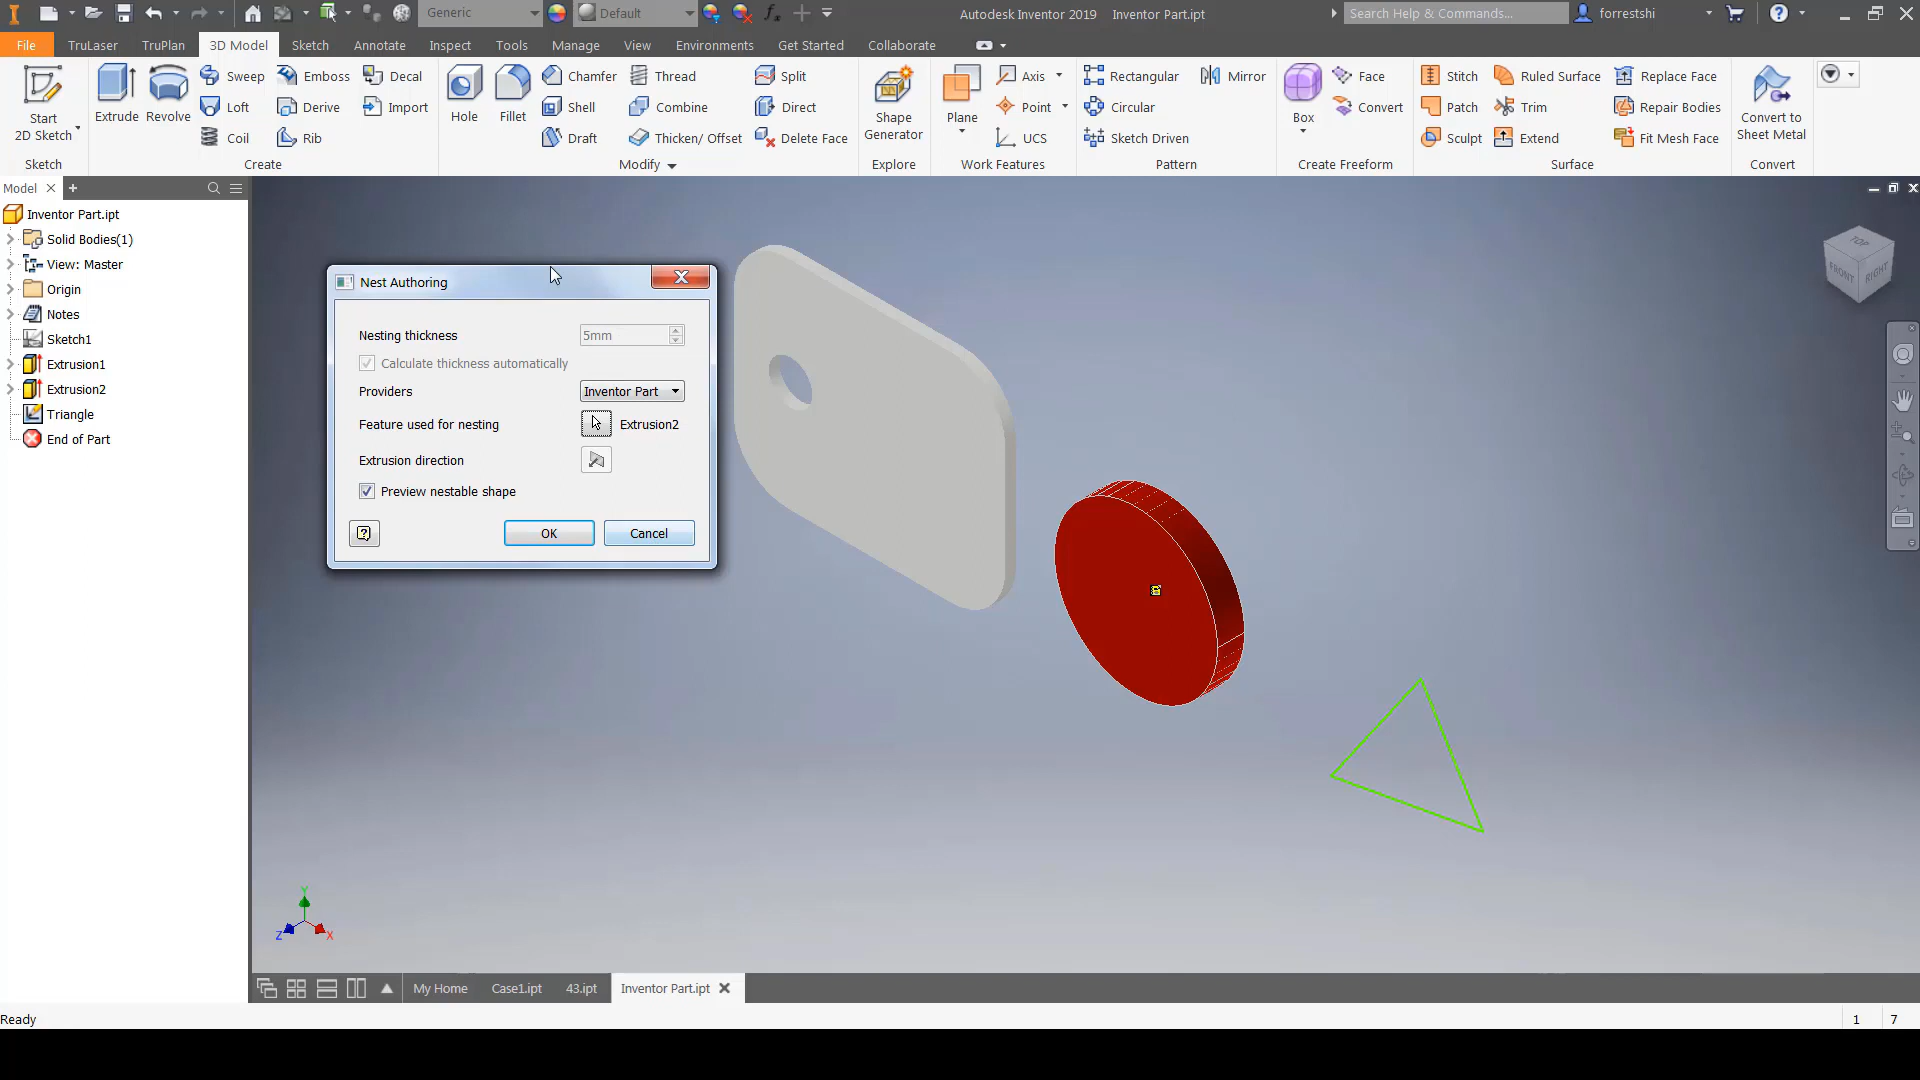 Generic
Default
Autodesk Inventor 2019 Inventor Part.ipt
Search Help & Commands...
forrestshi
File TruLaser TruPlan 3D Model Sketch Annotate Inspect Tools Manage View Environments Get Started Collaborate
Start
2D Sketch
Sketch
Extrude
Revolve
Sweep
Loft
Coil
Emboss
Derive
Rib
Decal
Import
Create
Hole
Fillet
Chamfer
Shell
Draft
Thread
Combine
Thicken/ Offset
Split
Direct
Delete Face
Modify
Shape
Generator
Explore
Plane
Axis
Point
UCS
Work Features
Rectangular
Circular
Sketch Driven
Mirror
Pattern
Box
Face
Convert
Create Freeform
Stitch
Patch
Sculpt
Ruled Surface
Trim
Extend
Replace Face
Repair Bodies
Fit Mesh Face
Surface
Convert to
Sheet Metal
Convert
Model
Inventor Part.ipt
Solid Bodies(1)
View: Master
Origin
Notes
Sketch1
Extrusion1
Extrusion2
Triangle
End of Part
Nest Authoring
Nesting thickness 5mm
Calculate thickness automatically
Providers Inventor Part
Feature used for nesting Extrusion2
Extrusion direction
Preview nestable shape
OK Cancel
TOP
FRONT RIGHT
Y
Z X
My Home Case1.ipt 43.ipt Inventor Part.ipt
Ready 1 7